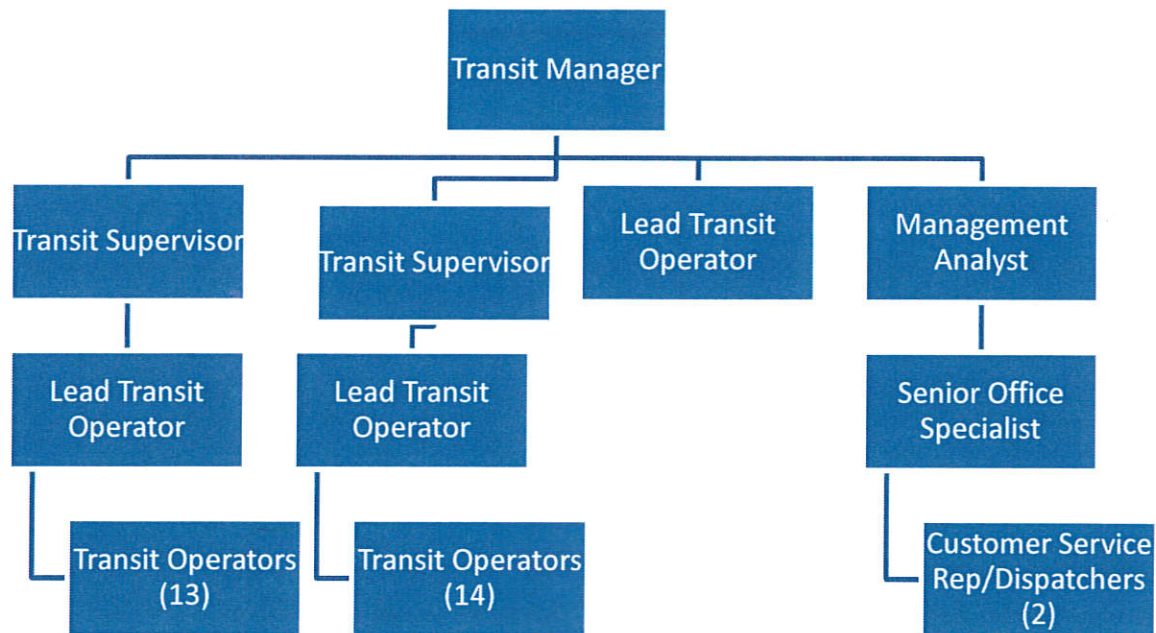 Transit Manager
Transit Supervisor
Transit Supervisor
Lead Transit
Operator
Management
Analyst
Lead Transit
Operator
Lead Transit
Operator
Senior Office
Specialist
Transit Operators
(13)
Transit Operators
(14)
Customer Service
Rep/Dispatchers
(2)